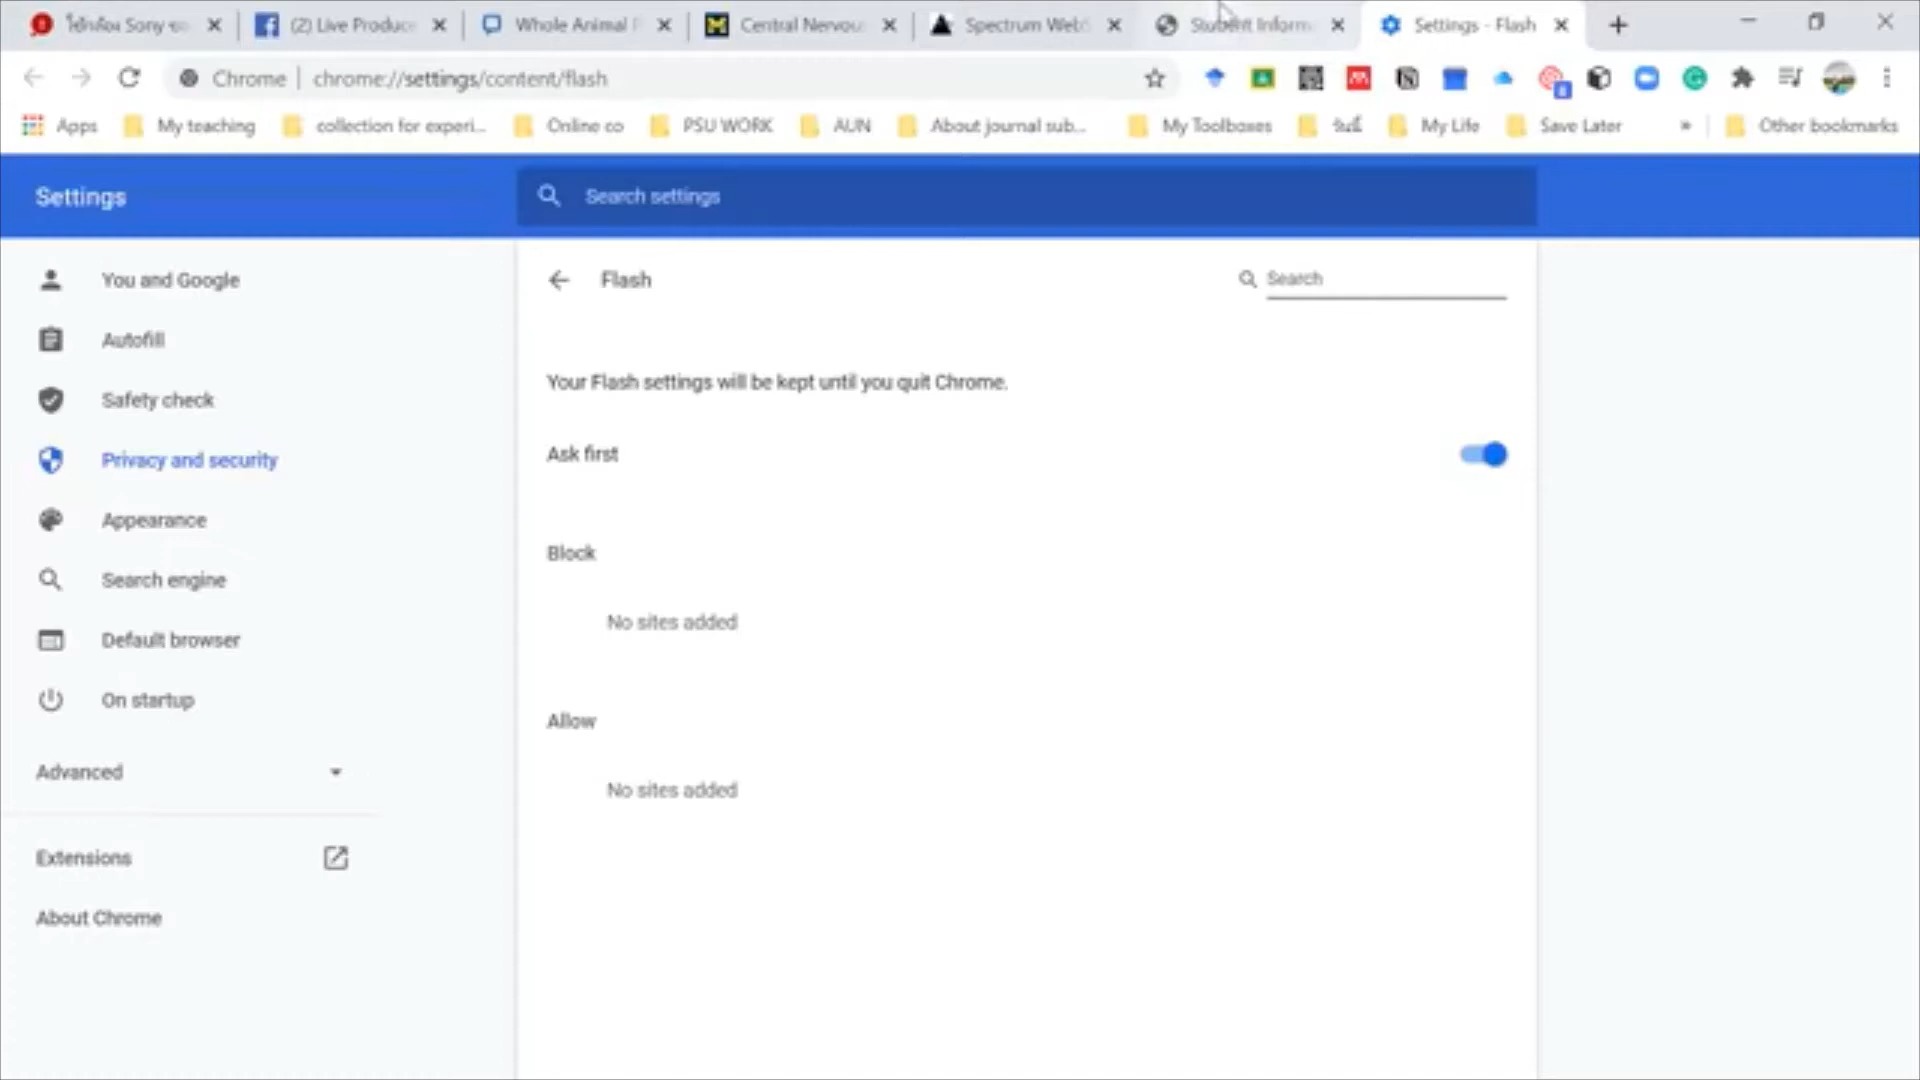 Sony
(2) Live Produce
Whole Animal
Central Nervou
Spectrum Web
Student Inform
Settings - Flash
Chrome | chrome://settings/content/flash
Apps
My teaching
collection for experi...
Online co
PSU WORK
AUN
About journal sub...
My Toolboxes
My Life
Save Later
»
Other bookmarks
Settings
Search settings
You and Google
Autofill
Safety check
Privacy and security
Appearance
Search engine
Default browser
On startup
Advanced
Extensions
About Chrome
Flash
Search
Your Flash settings will be kept until you quit Chrome.
Ask first
Block
No sites added
Allow
No sites added